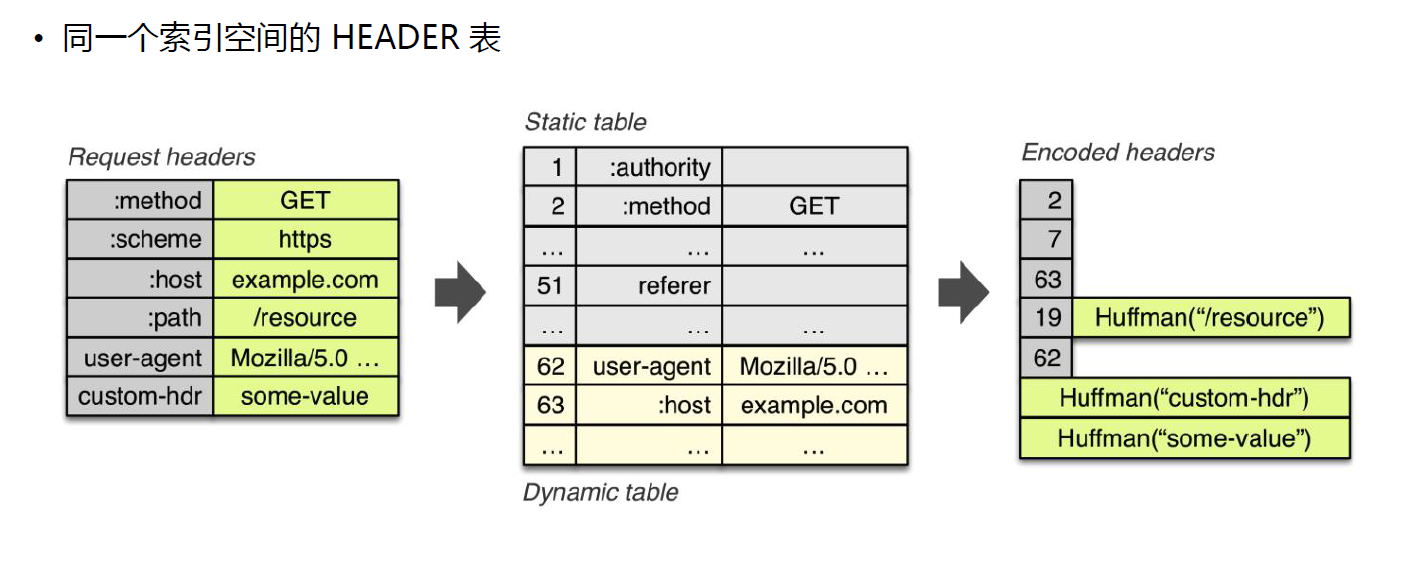 • 同一个索引空间的 HEADER 表
Request headers
:method GET
:scheme https
:host example.com
:path /resource
user-agent Mozilla/5.0 ...
custom-hdr some-value
Static table
1 :authority
2 :method GET
... ... ...
51 referer
... ... ...
62 user-agent Mozilla/5.0 ...
63 :host example.com
... ... ...
Dynamic table
Encoded headers
2
7
63
19 Huffman(“/resource”)
62
Huffman(“custom-hdr”)
Huffman(“some-value”)